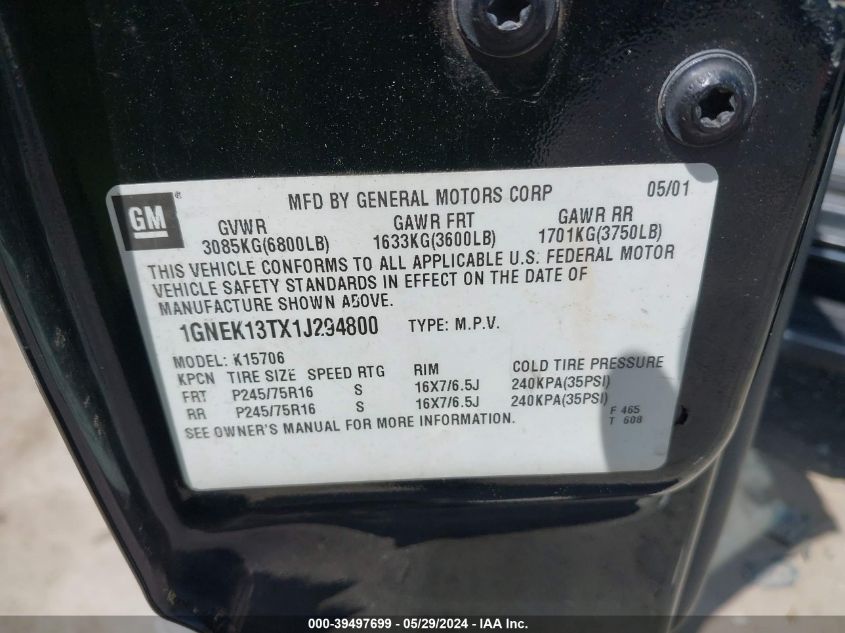 GM
MFD BY GENERAL MOTORS CORP 05/01
GVWR GAWR FRT GAWR RR
3085KG(6800LB) 1633KG(3600LB) 1701KG(3750LB)
THIS VEHICLE CONFORMS TO ALL APPLICABLE U.S. FEDERAL MOTOR
VEHICLE SAFETY STANDARDS IN EFFECT ON THE DATE OF
MANUFACTURE SHOWN ABOVE.
1GNEK13TX1J294800 TYPE: M.P.V.
MODEL: K15706
KPCN TIRE SIZE SPEED RTG RIM COLD TIRE PRESSURE
FRT P245/75R16 S 16X7/6.5J 240KPA(35PSI)
RR P245/75R16 S 16X7/6.5J 240KPA(35PSI)
SEE OWNER'S MANUAL FOR MORE INFORMATION.
F 465
T 608
000-39497699 - 05/29/2024 - IAA Inc.